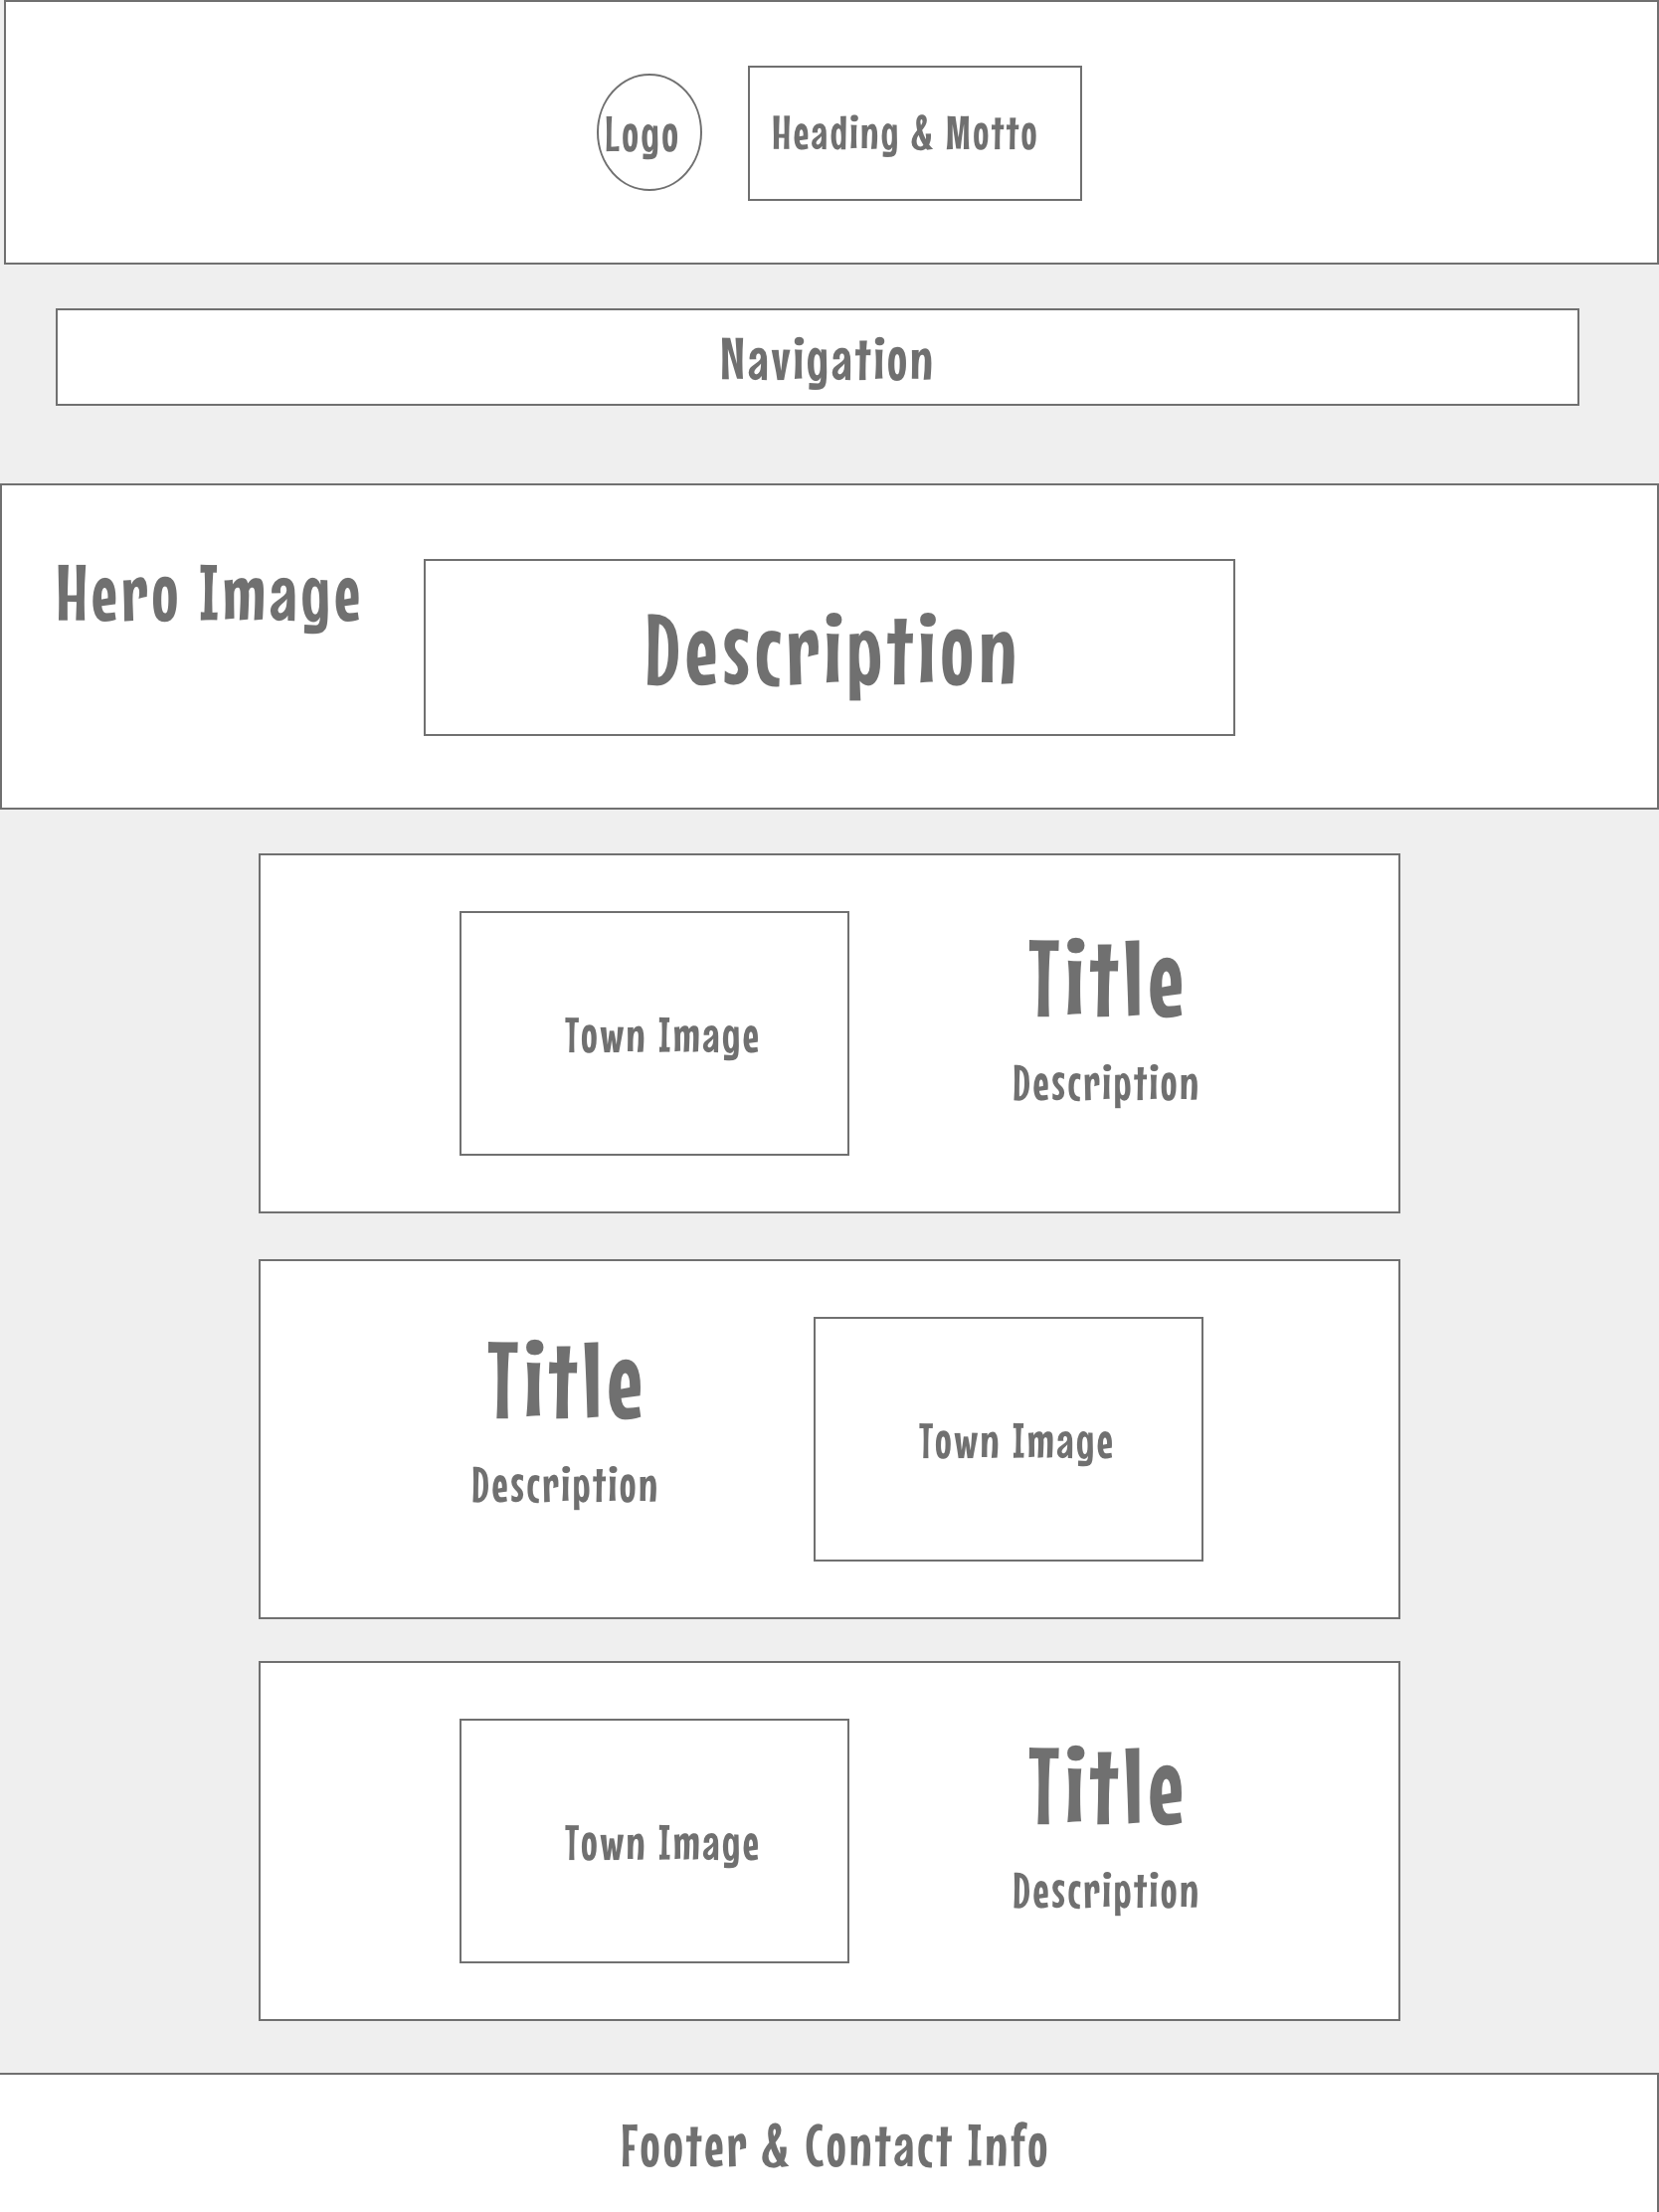 Logo
Heading & Motto
Navigation
Hero Image
Description
Town Image
Title
Description
Title
Description
Town Image
Town Image
Title
Description
Footer & Contact Info